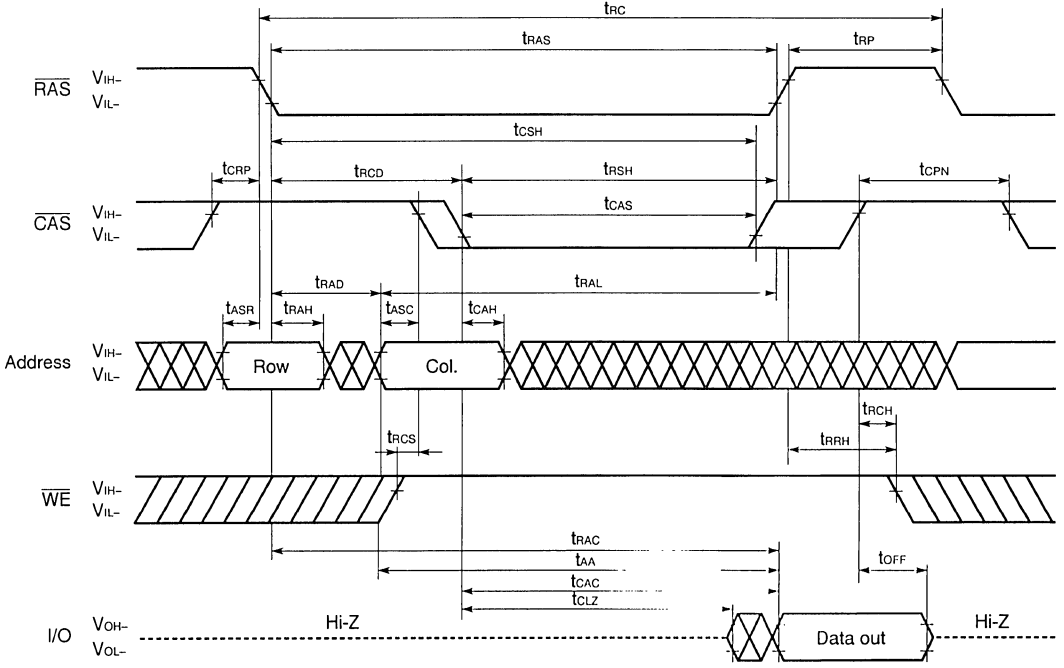 tRC
tRAS
tRP
RAS
VIH–
VIL–
tCSH
tCRP
tRCD
tRSH
tCPN
CAS
VIH–
VIL–
tCAS
tRAD
tRAL
tASR
tRAH
tASC
tCAH
Address
VIH–
VIL–
Row
Col.
tRCH
tRCS
tRRH
WE
VIH–
VIL–
tRAC
tAA
tOFF
tCAC
tCLZ
I/O
VOH–
VOL–
Hi-Z
Data out
Hi-Z